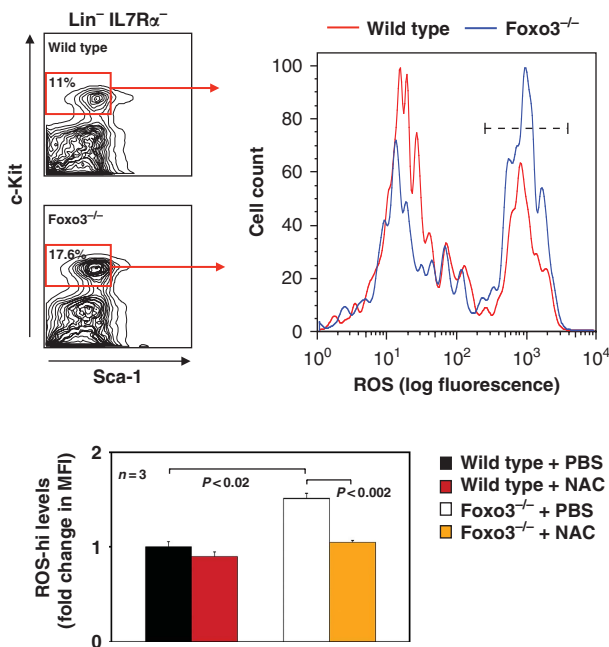 Lin⁻ IL7Rα⁻
Wild type
11%
Foxo3⁻/⁻
17.6%
c-Kit
Sca-1
Wild type
Foxo3⁻/⁻
100
80
60
40
20
0
Cell count
10⁰ 10¹ 10² 10³ 10⁴
ROS (log fluorescence)
ROS-hi levels
(fold change in MFI)
2
1
0
n = 3
P < 0.02
P < 0.002
Wild type + PBS
Wild type + NAC
Foxo3⁻/⁻ + PBS
Foxo3⁻/⁻ + NAC